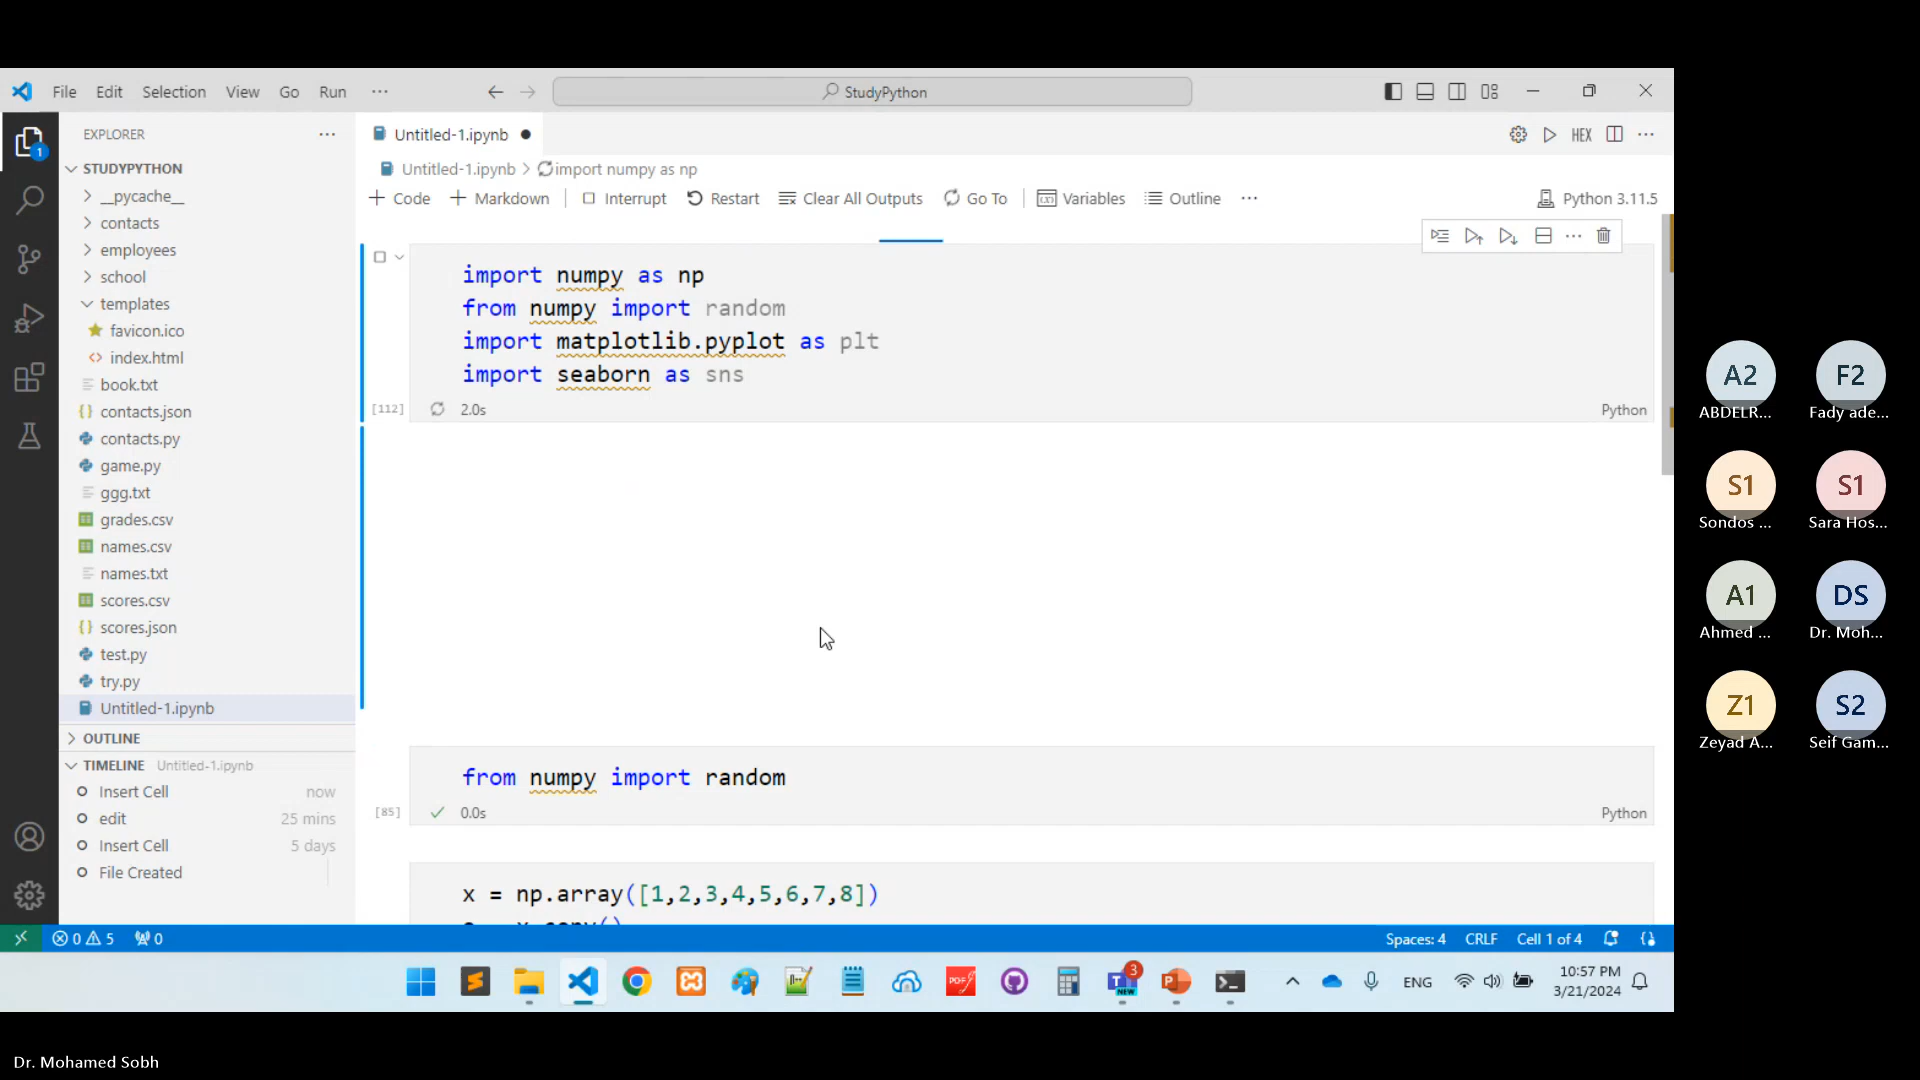 File Edit Selection View Go Run ···
StudyPython
EXPLORER
Untitled-1.ipynb
HEX
STUDYPYTHON
Untitled-1.ipynb > import numpy as np
+ Code + Markdown Interrupt Restart Clear All Outputs Go To Variables Outline ··· Python 3.11.5
__pycache__
contacts
employees
school
templates
favicon.ico
index.html
book.txt
contacts.json
contacts.py
game.py
ggg.txt
grades.csv
names.csv
names.txt
scores.csv
scores.json
test.py
try.py
Untitled-1.ipynb
OUTLINE
TIMELINE Untitled-1.ipynb
Insert Cell now
edit 25 mins
Insert Cell 5 days
File Created
import numpy as np
from numpy import random
import matplotlib.pyplot as plt
import seaborn as sns
[112] 2.0s Python
from numpy import random
[85] 0.0s Python
x = np.array([1,2,3,4,5,6,7,8])
0 5 0
Spaces: 4 CRLF Cell 1 of 4
3
NEW
ENG
10:57 PM
3/21/2024
A2 F2
ABDELR... Fady ade...
S1 S1
Sondos ... Sara Hos...
A1 DS
Ahmed ... Dr. Moh...
Z1 S2
Zeyad A... Seif Gam...
Dr. Mohamed Sobh